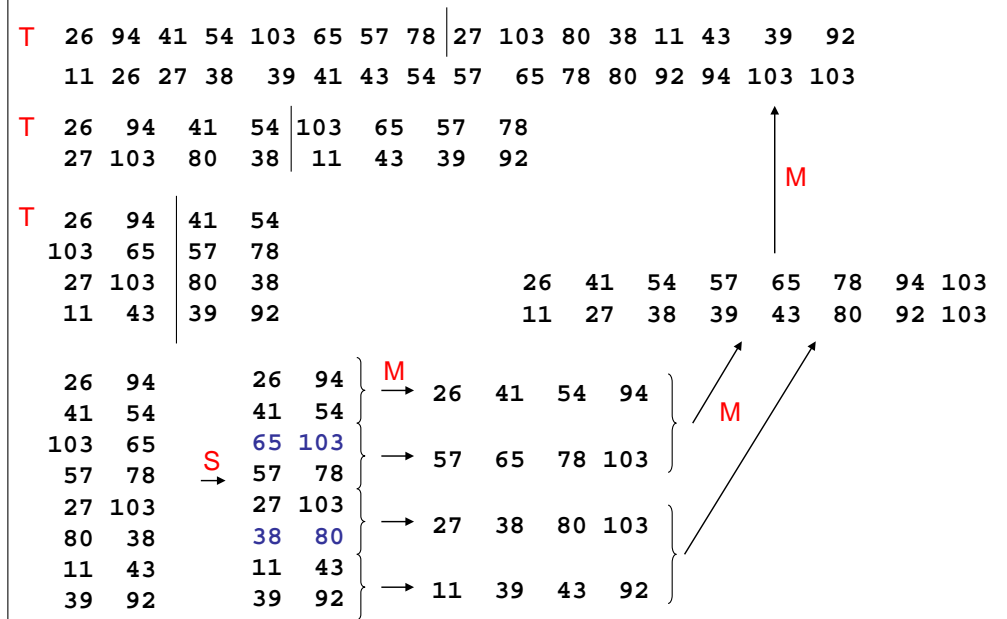 T 26 94 41 54 103 65 57 78 27 103 80 38 11 43 39 92
11 26 27 38 39 41 43 54 57 65 78 80 92 94 103 103
T 26 94 41 54 103 65 57 78
27 103 80 38 11 43 39 92
M
T 26 94 41 54
103 65 57 78
27 103 80 38
11 43 39 92
26 41 54 57 65 78 94 103
11 27 38 39 43 80 92 103
26 94 26 94 M 26 41 54 94
41 54 41 54 M
103 65 S 65 103 57 65 78 103
57 78 57 78
27 103 27 103 27 38 80 103
80 38 38 80
11 43 11 43 11 39 43 92
39 92 39 92